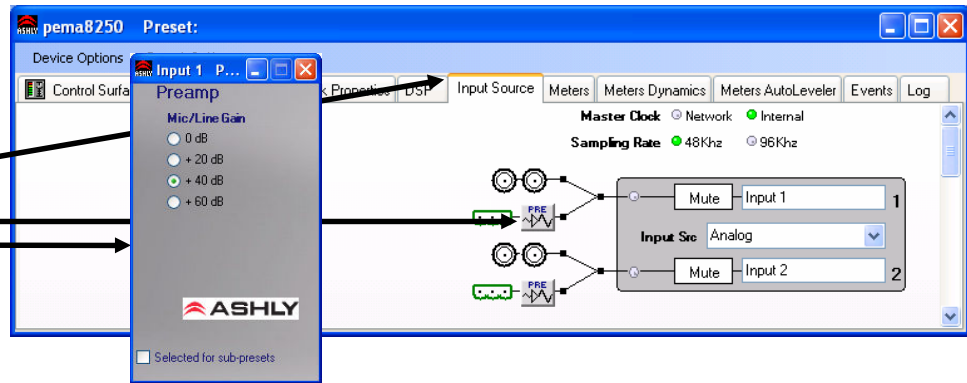 pema8250 Preset:
Device Options
Control Surfa
Properties DSP Input Source Meters Meters Dynamics Meters AutoLeveler Events Log
Master Clock Network Internal
Sampling Rate 48Khz 96Khz
PRE
Mute Input 1 1
Input Src Analog
PRE
Mute Input 2 2
Input 1 P...
Preamp
Mic/Line Gain
0 dB
+ 20 dB
+ 40 dB
+ 60 dB
ASHLY
Selected for sub-presets